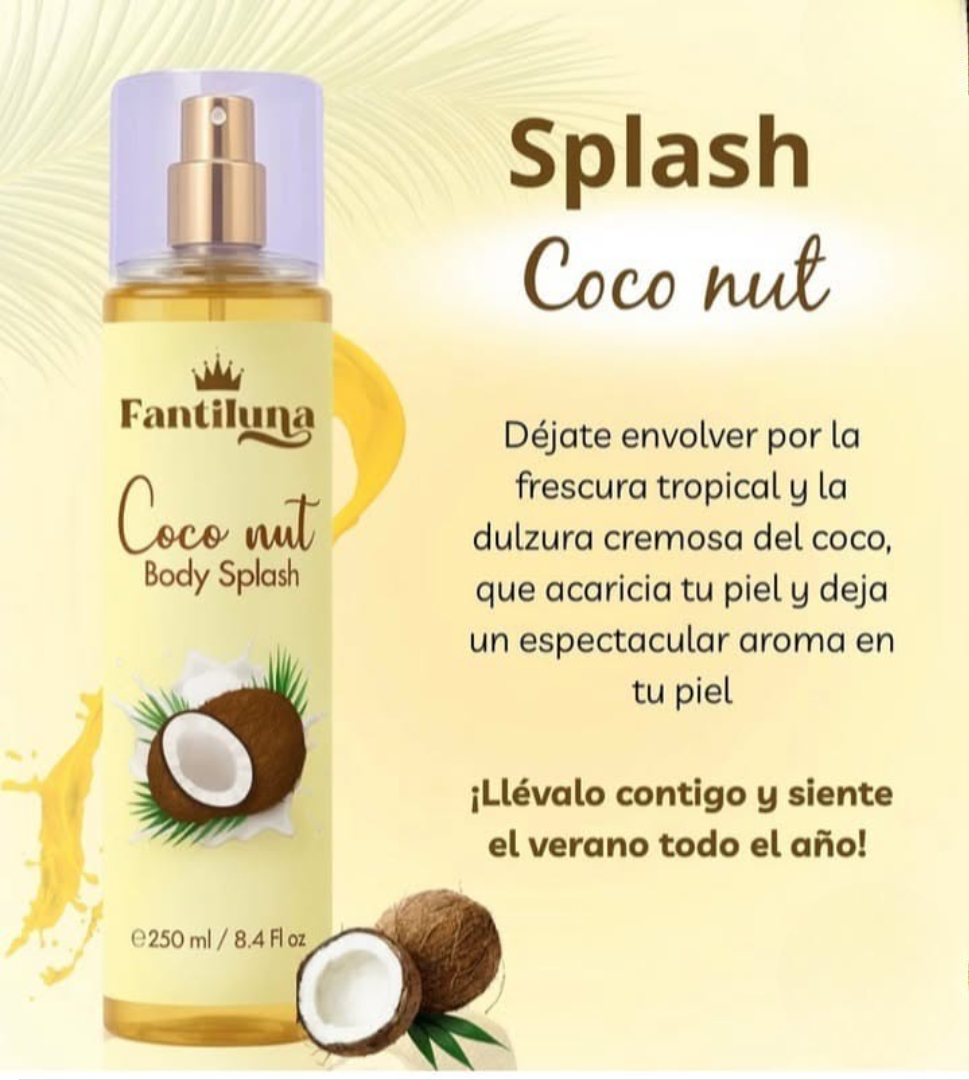 Splash
Coco nut
Déjate envolver por la
frescura tropical y la
dulzura cremosa del coco,
que acaricia tu piel y deja
un espectacular aroma en
tu piel
¡Llévalo contigo y siente
el verano todo el año!
Fantiluna
Coco nut
Body Splash
℮250 ml / 8.4 Fl oz